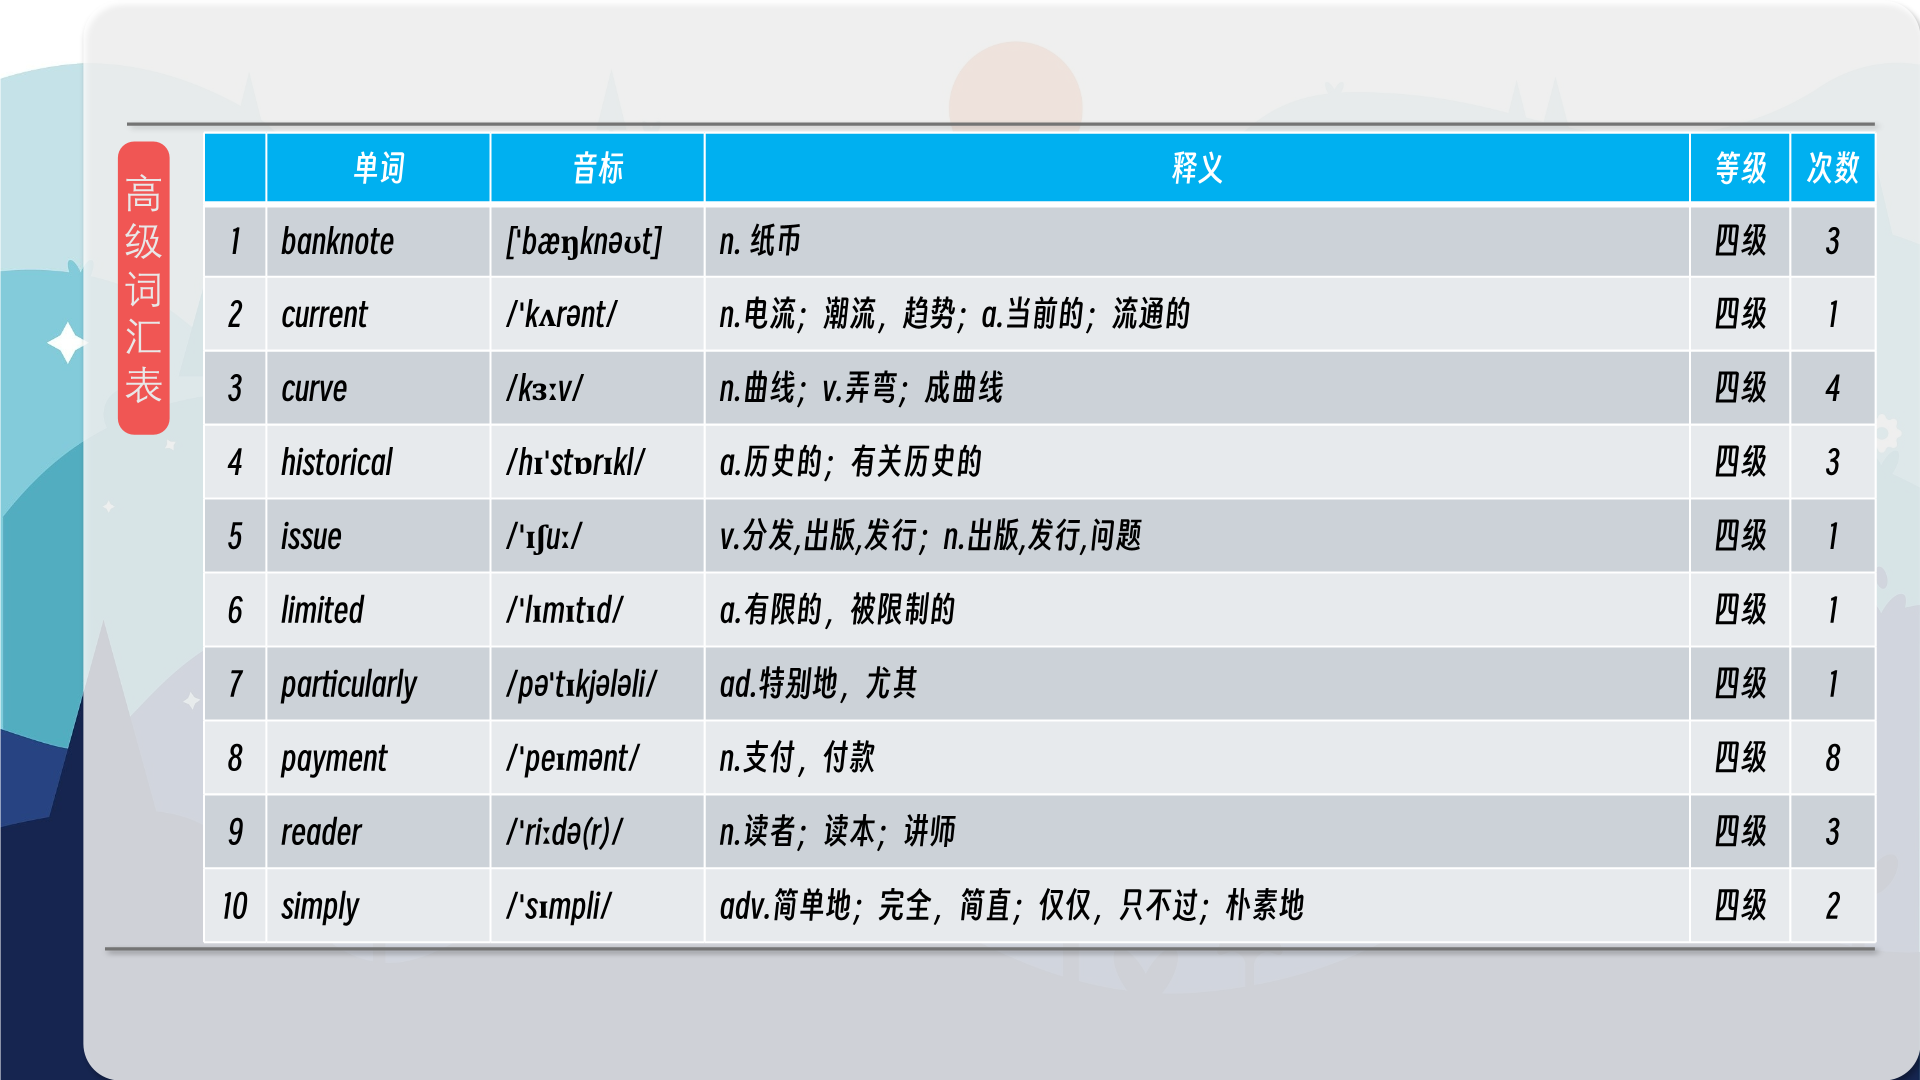 高级词汇表
单词 音标 释义 等级 次数
1 banknote ['bæŋknəʊt] n. 纸币 四级 3
2 current /'kʌrənt/ n.电流；潮流，趋势；a.当前的；流通的 四级 1
3 curve /kɜːv/ n.曲线；v.弄弯；成曲线 四级 4
4 historical /hɪ'stɒrɪkl/ a.历史的；有关历史的 四级 3
5 issue /'ɪʃuː/ v.分发,出版,发行；n.出版,发行,问题 四级 1
6 limited /'lɪmɪtɪd/ a.有限的，被限制的 四级 1
7 particularly /pə'tɪkjələli/ ad.特别地，尤其 四级 1
8 payment /'peɪmənt/ n.支付，付款 四级 8
9 reader /'riːdə(r)/ n.读者；读本；讲师 四级 3
10 simply /'sɪmpli/ adv.简单地；完全，简直；仅仅，只不过；朴素地 四级 2